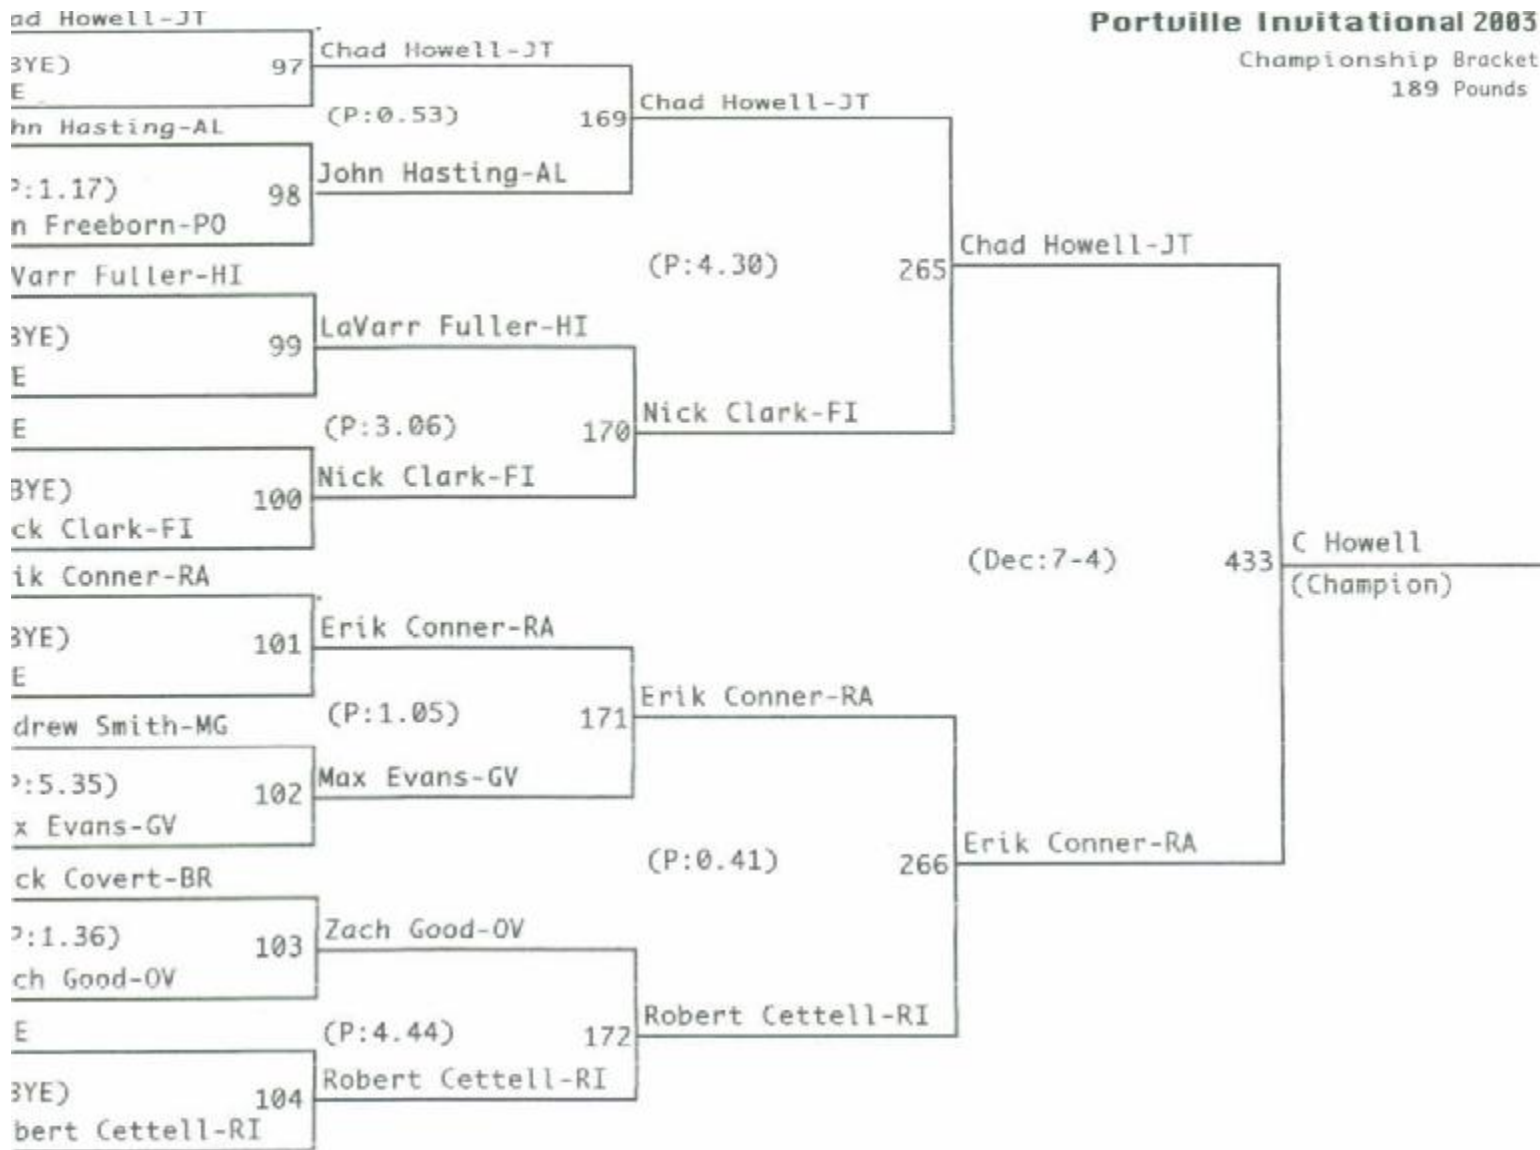 Portville Invitational 2003
Championship Bracket
189 Pounds
ad Howell-JT
BYE)
E
97
hn Hasting-AL
P:1.17)
98
n Freeborn-PO
Varr Fuller-HI
BYE)
99
E
E
BYE)
100
ck Clark-FI
ik Conner-RA
BYE)
101
E
drew Smith-MG
P:5.35)
102
x Evans-GV
ck Covert-BR
P:1.36)
103
ch Good-OV
E
BYE)
104
bert Cettell-RI
Chad Howell-JT
(P:0.53)
169
John Hasting-AL
LaVarr Fuller-HI
(P:3.06)
170
Nick Clark-FI
Erik Conner-RA
(P:1.05)
171
Max Evans-GV
Zach Good-OV
(P:4.44)
172
Robert Cettell-RI
Chad Howell-JT
(P:4.30)
265
Nick Clark-FI
Erik Conner-RA
(P:0.41)
266
Robert Cettell-RI
Chad Howell-JT
(Dec:7-4)
433
Erik Conner-RA
C Howell
(Champion)